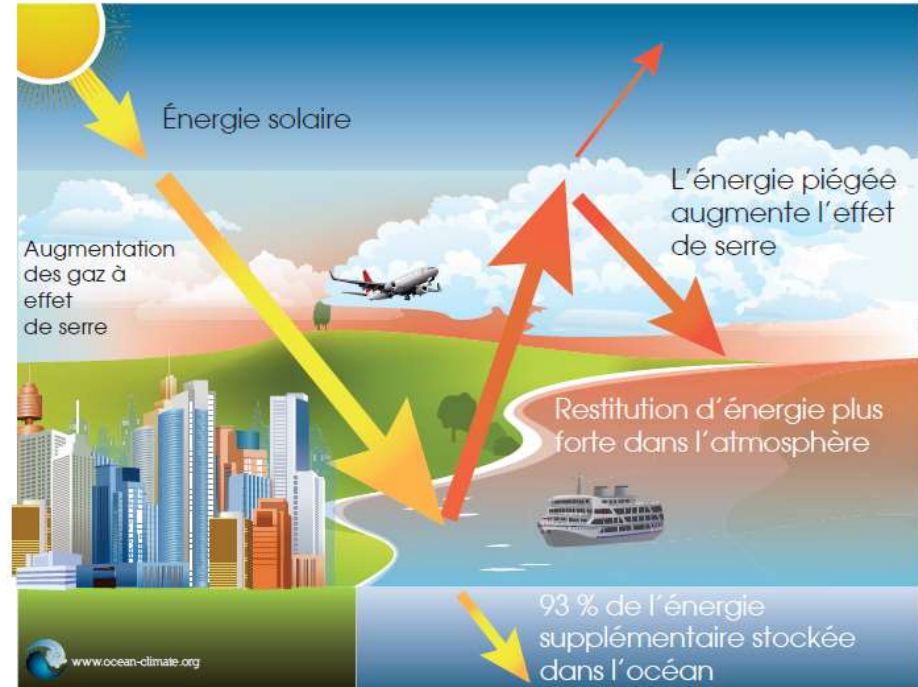 Énergie solaire
L'énergie piégée
augmente l'effet
de serre
Augmentation
des gaz à
effet
de serre
Restitution d'énergie plus
forte dans l'atmosphère
93 % de l'énergie
supplémentaire stockée
dans l'océan
www.ocean-climate.org